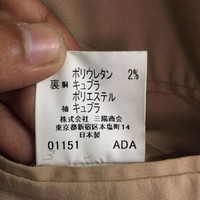 ポリウレタン 2%
裏 胴 キュプラ
ポリエステル
袖 キュプラ
株式会社 三陽商会
東京都新宿区本塩町14
日本製
01151 ADA